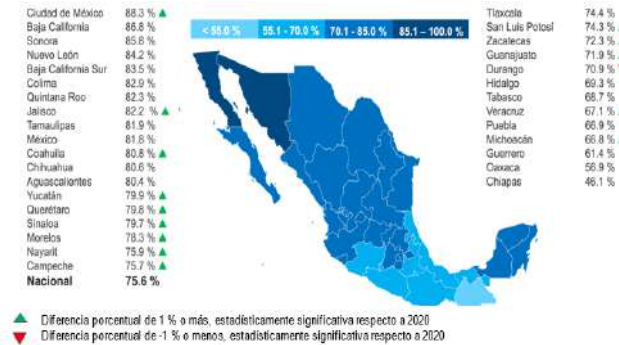 Ciudad de México 88.3 % ▲
Baja California 86.8 %
Sonora 85.8 %
Nuevo León 84.2 %
Baja California Sur 83.5 %
Colima 82.9 %
Quintana Roo 82.3 %
Jalisco 82.2 % ▲
Tamaulipas 81.9 %
México 81.8 %
Coahuila 80.8 % ▲
Chihuahua 80.6 %
Aguascalientes 80.4 %
Yucatán 79.9 % ▲
Querétaro 79.8 % ▲
Sinaloa 79.7 % ▲
Morelos 78.3 % ▲
Nayarit 75.9 % ▲
Campeche 75.7 % ▲
Nacional 75.6 %
< 55.0 % 55.1 - 70.0 % 70.1 - 85.0 % 85.1 – 100.0 %
Tlaxcala 74.4 %
San Luis Potosí 74.3 %
Zacatecas 72.3 %
Guanajuato 71.9 %
Durango 70.9 %
Hidalgo 69.3 %
Tabasco 68.7 %
Veracruz 67.1 %
Puebla 66.9 %
Michoacán 66.8 %
Guerrero 61.4 %
Oaxaca 56.9 %
Chiapas 46.1 %
▲ Diferencia porcentual de 1 % o más, estadísticamente significativa respecto a 2020
▼ Diferencia porcentual de -1 % o menos, estadísticamente significativa respecto a 2020